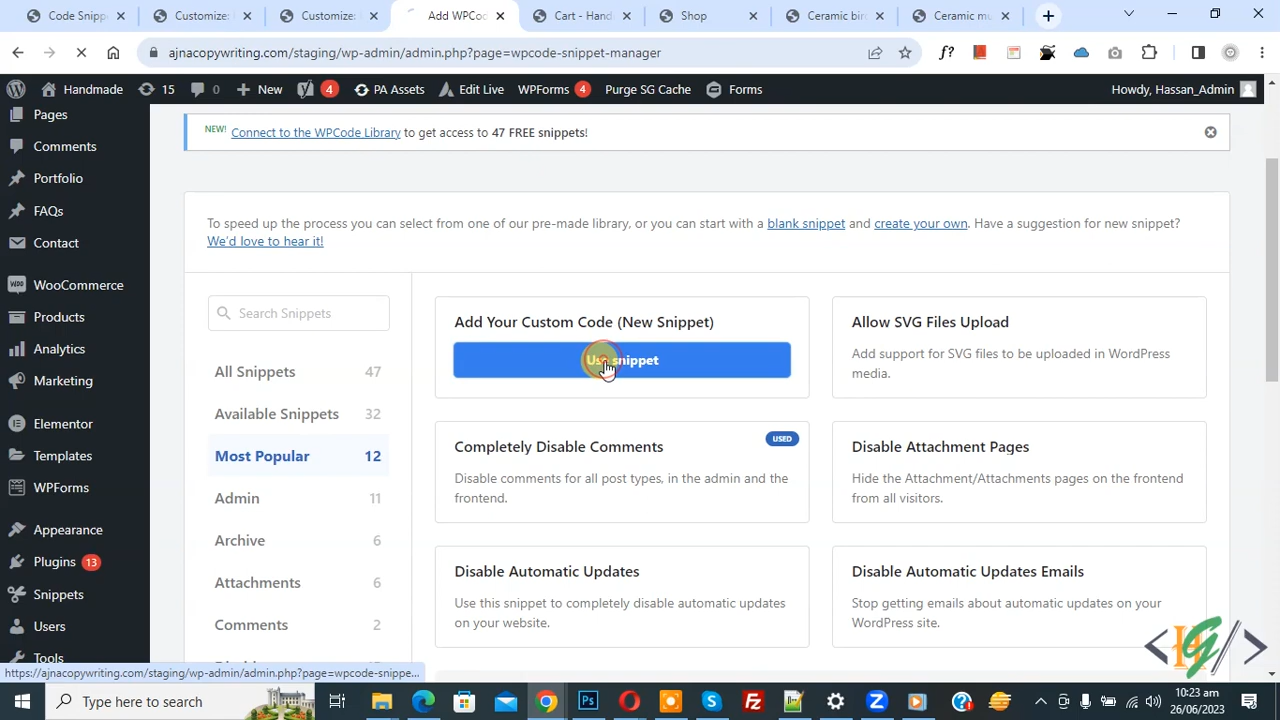 Code Snipp
Customize:
Customize:
Add WPCo
Cart - Hand
Shop
Ceramic bir
Ceramic mu
ajnacopywriting.com/staging/wp-admin/admin.php?page=wpcode-snippet-manager
f?
Handmade
15
0
New
4
PA Assets
Edit Live
WPForms
4
Purge SG Cache
Forms
Howdy, Hassan_Admin
Pages
Comments
Portfolio
FAQs
Contact
WooCommerce
Products
Analytics
Marketing
Elementor
Templates
WPForms
Appearance
Plugins 13
Snippets
Users
Tools
NEW! Connect to the WPCode Library to get access to 47 FREE snippets!
To speed up the process you can select from one of our pre-made library, or you can start with a blank snippet and create your own. Have a suggestion for new snippet?
We'd love to hear it!
Search Snippets
All Snippets 47
Available Snippets 32
Most Popular 12
Admin 11
Archive 6
Attachments 6
Comments 2
Add Your Custom Code (New Snippet)
Use snippet
Allow SVG Files Upload
Add support for SVG files to be uploaded in WordPress
media.
Completely Disable Comments
USED
Disable comments for all post types, in the admin and the
frontend.
Disable Attachment Pages
Hide the Attachment/Attachments pages on the frontend
from all visitors.
Disable Automatic Updates
Use this snippet to completely disable automatic updates
on your website.
Disable Automatic Updates Emails
Stop getting emails about automatic updates on your
WordPress site.
https://ajnacopywriting.com/staging/wp-admin/admin.php?page=wpcode-snippe...
Type here to search
10:23 am
26/06/2023